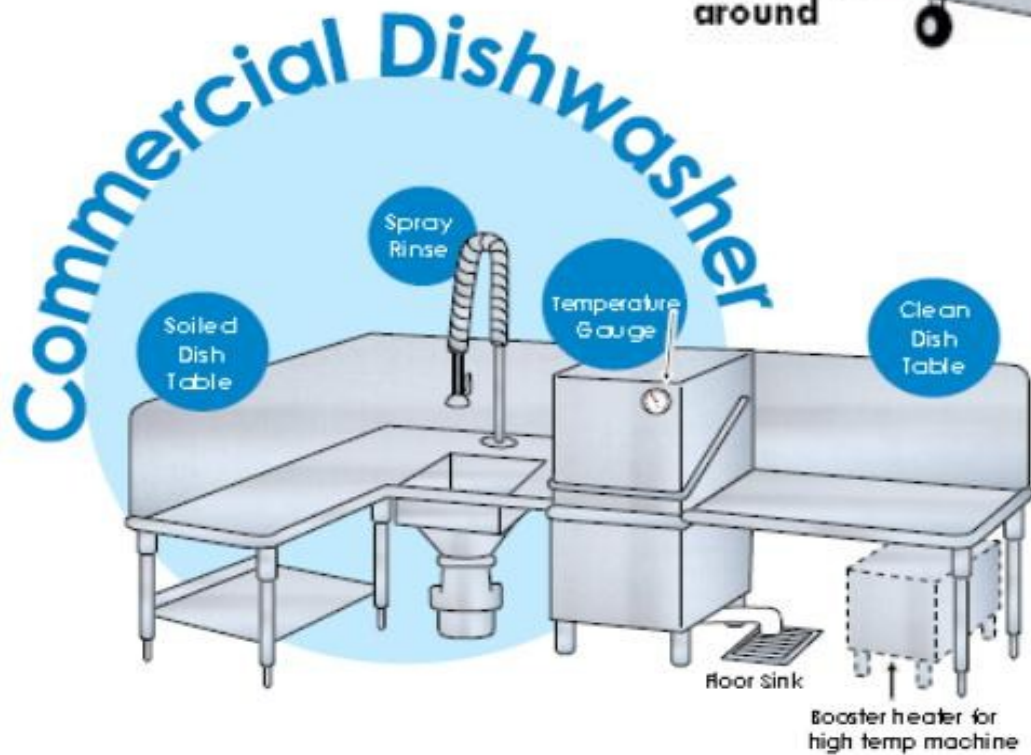 around
Commercial Dishwasher
Spray
Rinse
Temperature
Gauge
Soiled
Dish
Table
Clean
Dish
Table
Floor Sink
Booster heater for
high temp machine